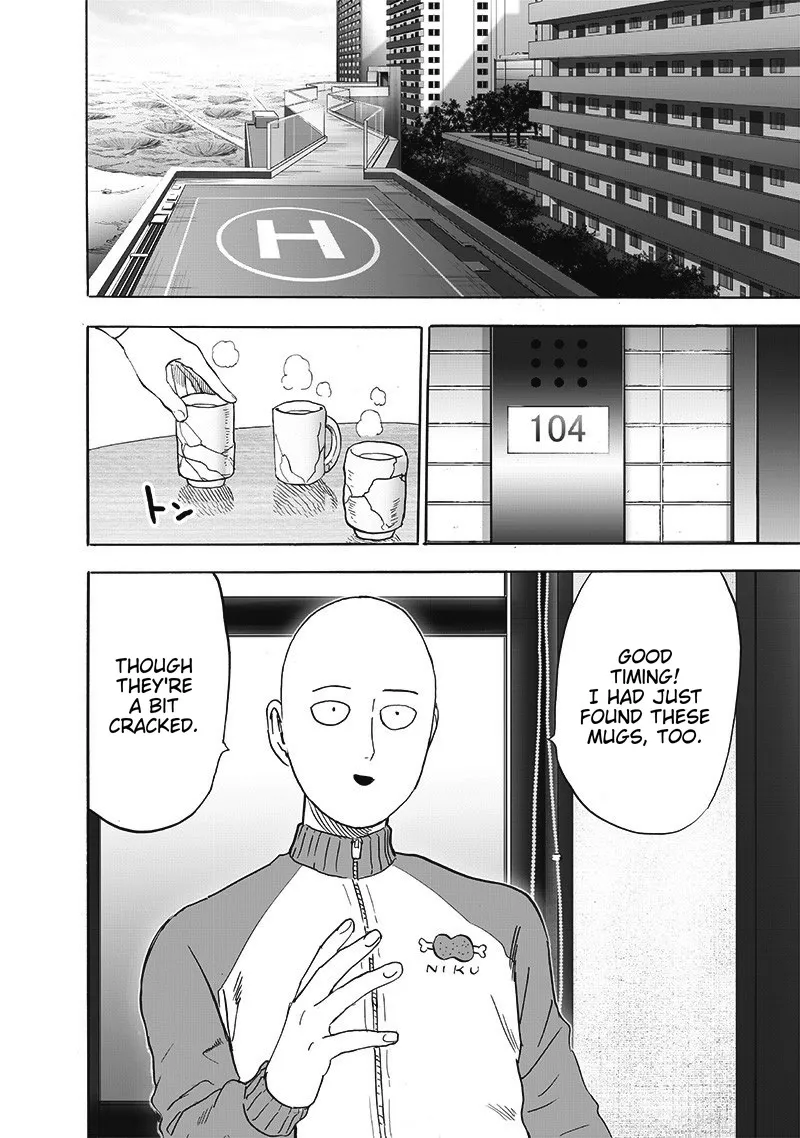 H
104
トン
GOOD
TIMING!
I HAD JUST
FOUND THESE
MUGS, TOO.
THOUGH
THEY'RE
A BIT
CRACKED.
NIKU